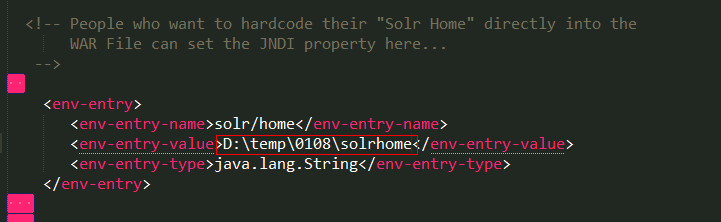 <!-- People who want to hardcode their "Solr Home" directly into the
WAR File can set the JNDI property here...
-->
<env-entry>
<env-entry-name>solr/home</env-entry-name>
<env-entry-value>D:\temp\0108\solrhome</env-entry-value>
<env-entry-type>java.lang.String</env-entry-type>
</env-entry>